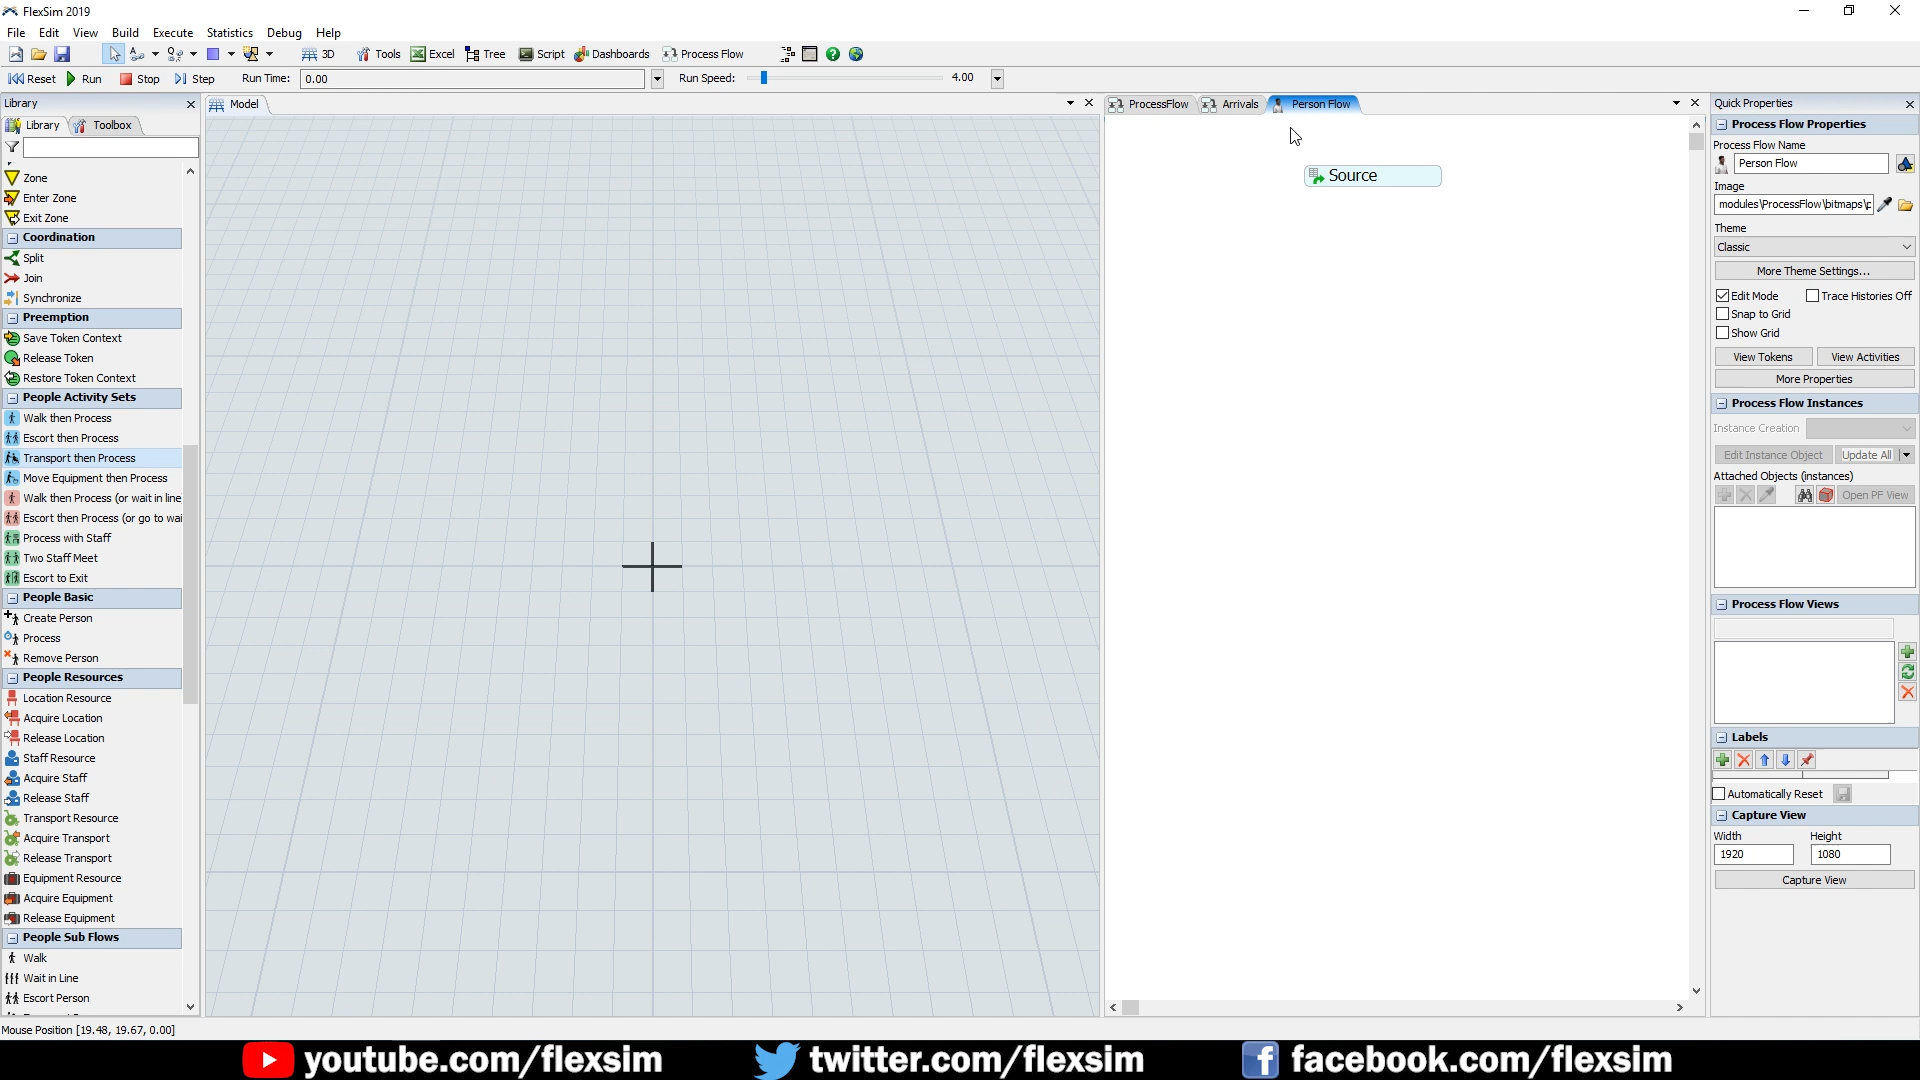 FlexSim 2019
File Edit View Build Execute Statistics Debug Help
3D Tools Excel Tree Script Dashboards Process Flow
Reset Run Stop Step Run Time: 0.00 Run Speed: 4.00
Library
Library Toolbox
Zone
Enter Zone
Exit Zone
Coordination
Split
Join
Synchronize
Preemption
Save Token Context
Release Token
Restore Token Context
People Activity Sets
Walk then Process
Escort then Process
Transport then Process
Move Equipment then Process
Walk then Process (or wait in line
Escort then Process (or go to wai
Process with Staff
Two Staff Meet
Escort to Exit
People Basic
Create Person
Process
Remove Person
People Resources
Location Resource
Acquire Location
Release Location
Staff Resource
Acquire Staff
Release Staff
Transport Resource
Acquire Transport
Release Transport
Equipment Resource
Acquire Equipment
Release Equipment
People Sub Flows
Walk
Wait in Line
Escort Person
Model
ProcessFlow Arrivals Person Flow
Source
Quick Properties
Process Flow Properties
Process Flow Name
Person Flow
Image
modules\ProcessFlow\bitmaps\p
Theme
Classic
More Theme Settings...
Edit Mode Trace Histories Off
Snap to Grid
Show Grid
View Tokens View Activities
More Properties
Process Flow Instances
Instance Creation
Edit Instance Object Update All
Attached Objects (instances)
Open PF View
Process Flow Views
Labels
Automatically Reset
Capture View
Width Height
1920 1080
Capture View
Mouse Position [19.48, 19.67, 0.00]
youtube.com/flexsim twitter.com/flexsim facebook.com/flexsim